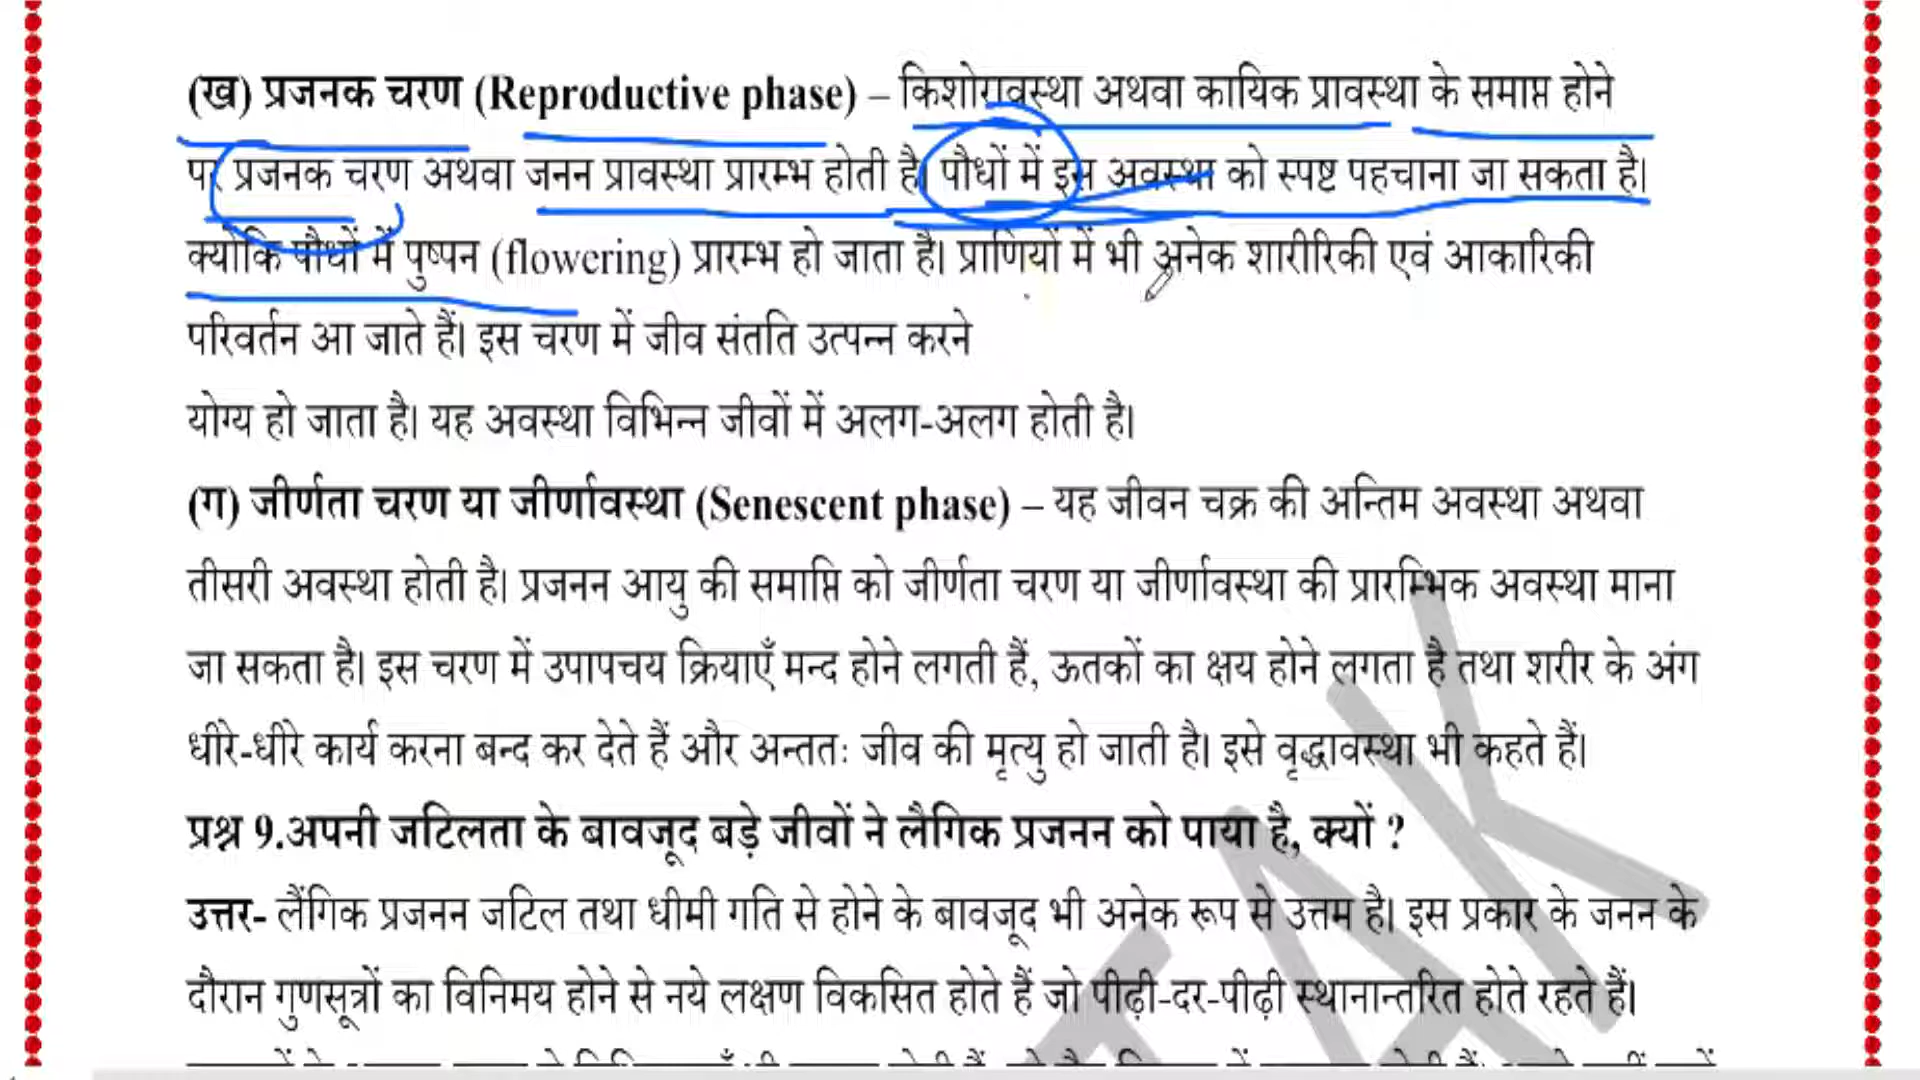 (ख) प्रजनक चरण (Reproductive phase) – किशोरावस्था अथवा कायिक प्रावस्था के समाप्त होने
पर प्रजनक चरण अथवा जनन प्रावस्था प्रारम्भ होती है। पौधों में इस अवस्था को स्पष्ट पहचाना जा सकता है।
क्योंकि पौधों में पुष्पन (flowering) प्रारम्भ हो जाता है। प्राणियों में भी अनेक शारीरिकी एवं आकारिकी
परिवर्तन आ जाते हैं। इस चरण में जीव संतति उत्पन्न करने
योग्य हो जाता है। यह अवस्था विभिन्न जीवों में अलग-अलग होती है।
(ग) जीर्णता चरण या जीर्णावस्था (Senescent phase) – यह जीवन चक्र की अन्तिम अवस्था अथवा
तीसरी अवस्था होती है। प्रजनन आयु की समाप्ति को जीर्णता चरण या जीर्णावस्था की प्रारम्भिक अवस्था माना
जा सकता है। इस चरण में उपापचय क्रियाएँ मन्द होने लगती हैं, ऊतकों का क्षय होने लगता है तथा शरीर के अंग
धीरे-धीरे कार्य करना बन्द कर देते हैं और अन्ततः जीव की मृत्यु हो जाती है। इसे वृद्धावस्था भी कहते हैं।
प्रश्न 9.अपनी जटिलता के बावजूद बड़े जीवों ने लैगिक प्रजनन को पाया है, क्यों ?
उत्तर- लैंगिक प्रजनन जटिल तथा धीमी गति से होने के बावजूद भी अनेक रूप से उत्तम है। इस प्रकार के जनन के
दौरान गुणसूत्रों का विनिमय होने से नये लक्षण विकसित होते हैं जो पीढ़ी-दर-पीढ़ी स्थानान्तरित होते रहते हैं।
TAK